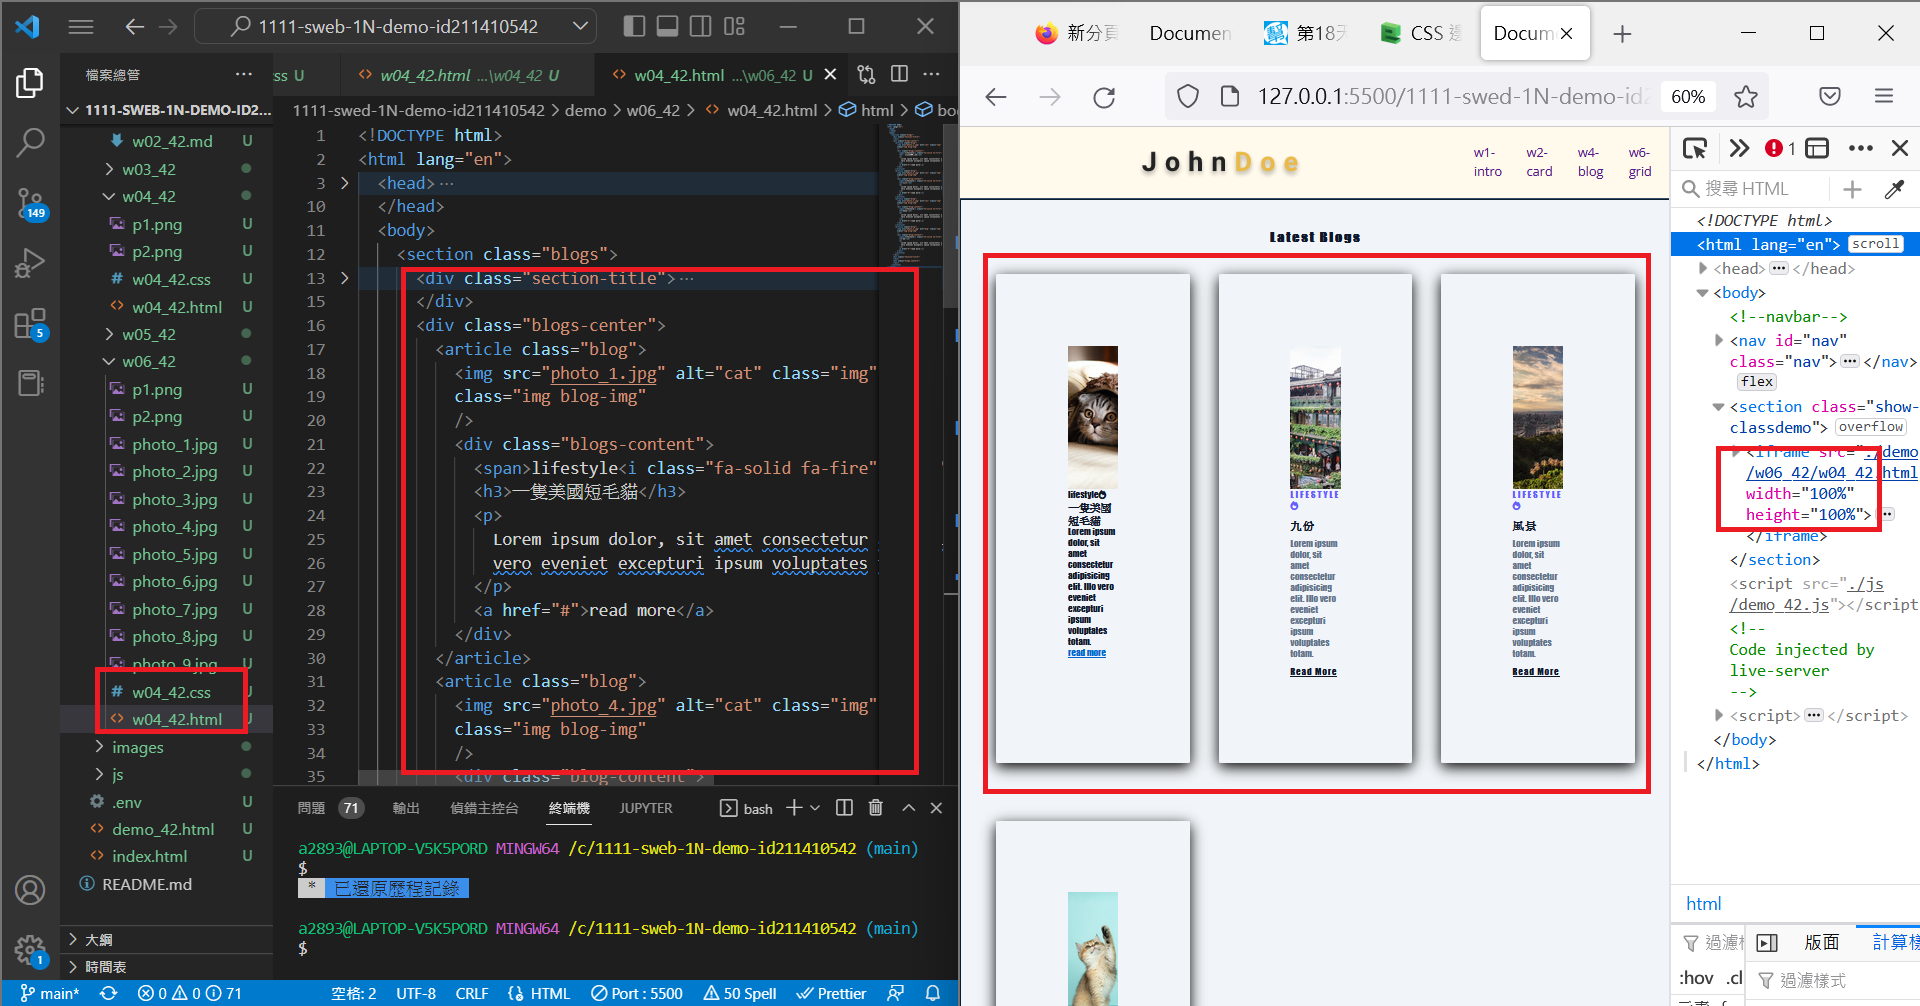 1111-sweb-1N-demo-id211410542
檔案總管
1111-SWEB-1N-DEMO-ID2...
w02_42.md U
w03_42
w04_42
p1.png U
p2.png U
w04_42.css U
w04_42.html U
w05_42
w06_42
p1.png U
p2.png U
photo_1.jpg U
photo_2.jpg U
photo_3.jpg U
photo_4.jpg U
photo_5.jpg U
photo_6.jpg U
photo_7.jpg U
photo_8.jpg U
photo_9.jpg U
w04_42.css U
w04_42.html U
images
js
.env U
demo_42.html U
index.html U
README.md
大綱
時間表
149
5
1
ss U
w04_42.html ...\w04_42 U
w04_42.html ...\w06_42 U
1111-swed-1N-demo-id211410542 > demo > w06_42 > w04_42.html > html > bo
1 <!DOCTYPE html>
2 <html lang="en">
3 <head>…
10 </head>
11 <body>
12 <section class="blogs">
13 <div class="section-title">…
15 </div>
16 <div class="blogs-center">
17 <article class="blog">
18 <img src="photo_1.jpg" alt="cat" class="img"
19 class="img blog-img"
20 />
21 <div class="blogs-content">
22 <span>lifestyle<i class="fa-solid fa-fire"
23 <h3>一隻美國短毛貓</h3>
24 <p>
25 Lorem ipsum dolor, sit amet consectetur
26 vero eveniet excepturi ipsum voluptates
27 </p>
28 <a href="#">read more</a>
29 </div>
30 </article>
31 <article class="blog">
32 <img src="photo_4.jpg" alt="cat" class="img"
33 class="img blog-img"
34 />
35 <div class="blog-content">
問題 71 輸出 偵錯主控台 終端機 JUPYTER bash
a2893@LAPTOP-V5K5PORD MINGW64 /c/1111-sweb-1N-demo-id211410542 (main)
$
* 已還原歷程記錄
a2893@LAPTOP-V5K5PORD MINGW64 /c/1111-sweb-1N-demo-id211410542 (main)
$
main* 0 0 71 空格: 2 UTF-8 CRLF HTML Port : 5500 50 Spell Prettier
新分頁 Documen 第18天 CSS Docum
127.0.0.1:5500/1111-swed-1N-demo-id2 60%
JohnDoe
w1-intro
w2-card
w4-blog
w6-grid
Latest Blogs
lifestyle
一隻美國
短毛貓
Lorem ipsum
dolor, sit
amet
consectetur
adipisicing
elit. Illo vero
eveniet
excepturi
ipsum
voluptates
totam.
read more
LIFESTYLE
九份
Lorem ipsum
dolor, sit
amet
consectetur
adipisicing
elit. Illo vero
eveniet
excepturi
ipsum
voluptates
totam.
Read More
LIFESTYLE
風景
Lorem ipsum
dolor, sit
amet
consectetur
adipisicing
elit. Illo vero
eveniet
excepturi
ipsum
voluptates
totam.
Read More
1
搜尋 HTML
<!DOCTYPE html>
<html lang="en"> scroll
<head> … </head>
<body>
<!--navbar-->
<nav id="nav"
class="nav"> … </nav>
flex
<section class="show-
classdemo"> overflow
<iframe src="./demo
/w06_42/w04_42.html
width="100%"
height="100%"> …
</iframe>
</section>
<script src="./js
/demo_42.js"></script
<!--
Code injected by
live-server
-->
<script> … </script>
</body>
</html>
html
版面 計算樣
:hov .cl 過濾樣式